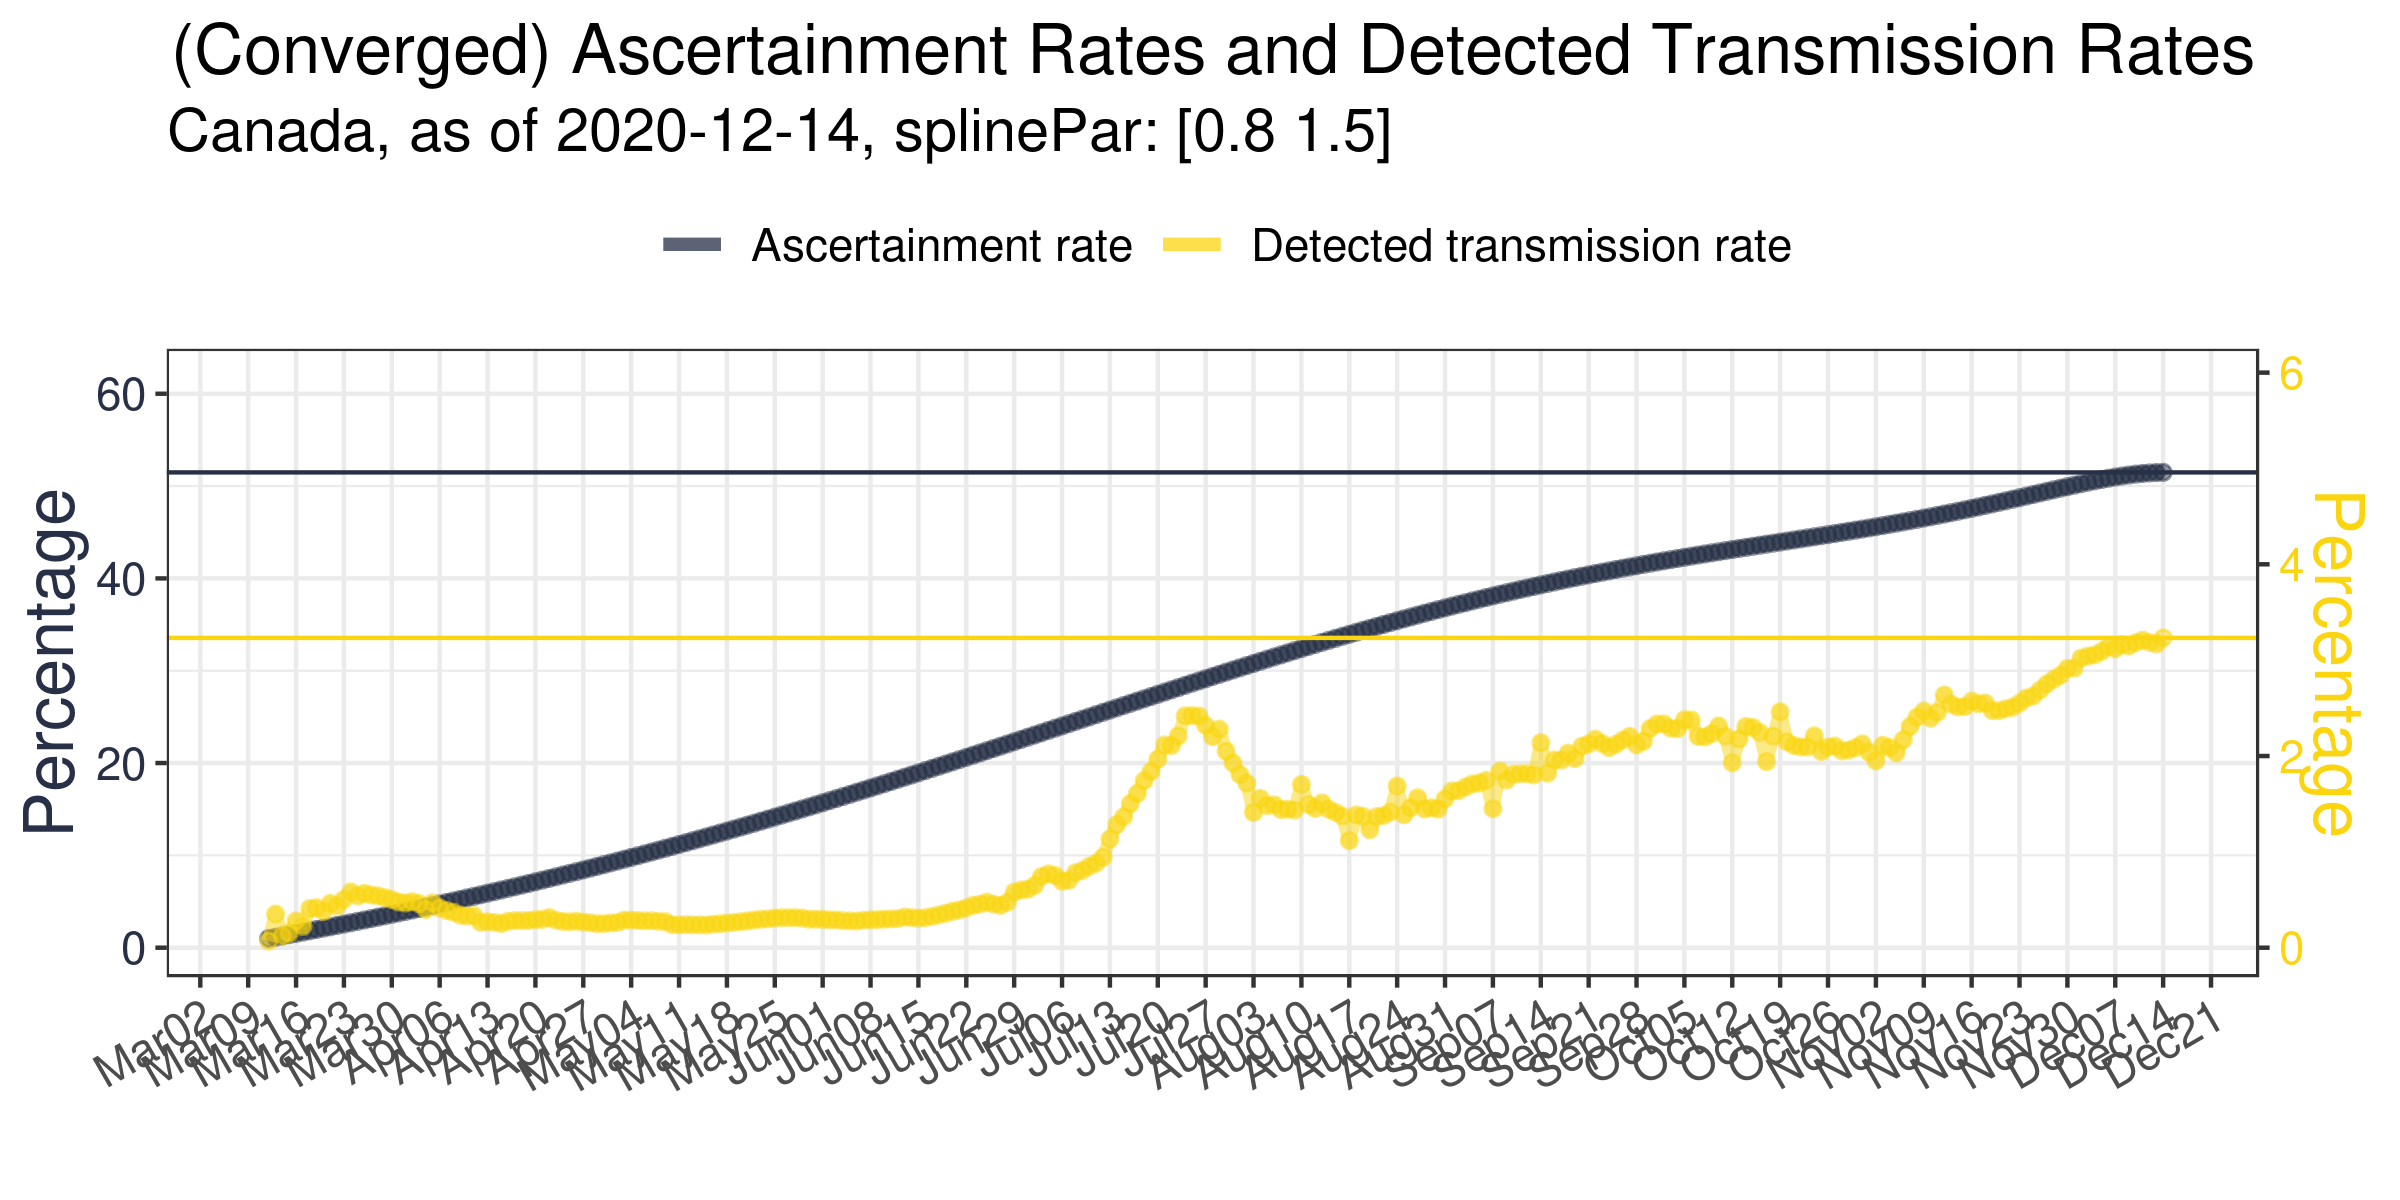 (Converged) Ascertainment Rates and Detected Transmission Rates
Canada, as of 2020-12-14, splinePar: [0.8 1.5]
Ascertainment rate
Detected transmission rate
Percentage
60
40
20
0
6
4
2
0
Percentage
Mar02
Mar09
Mar16
Mar23
Mar30
Apr06
Apr13
Apr20
Apr27
May04
May11
May18
May25
Jun01
Jun08
Jun15
Jun22
Jun29
Jul06
Jul13
Jul20
Jul27
Aug03
Aug10
Aug17
Aug24
Aug31
Sep07
Sep14
Sep21
Sep28
Oct05
Oct12
Oct19
Oct26
Nov02
Nov09
Nov16
Nov23
Nov30
Dec07
Dec14
Dec21